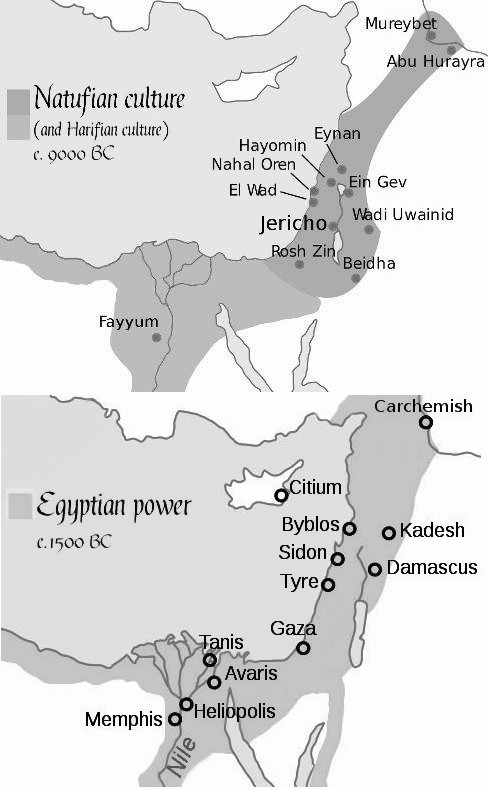 Mureybet
Abu Hurayra
Natufian culture
(and Harifian culture)
c. 9000 BC
Eynan
Hayomin
Nahal Oren
Ein Gev
El Wad
Wadi Uwainid
Jericho
Rosh Zin
Beidha
Fayyum
Carchemish
Citium
Egyptian power
c.1500 BC
Byblos
Kadesh
Sidon
Damascus
Tyre
Gaza
Tanis
Avaris
Heliopolis
Memphis
Nile